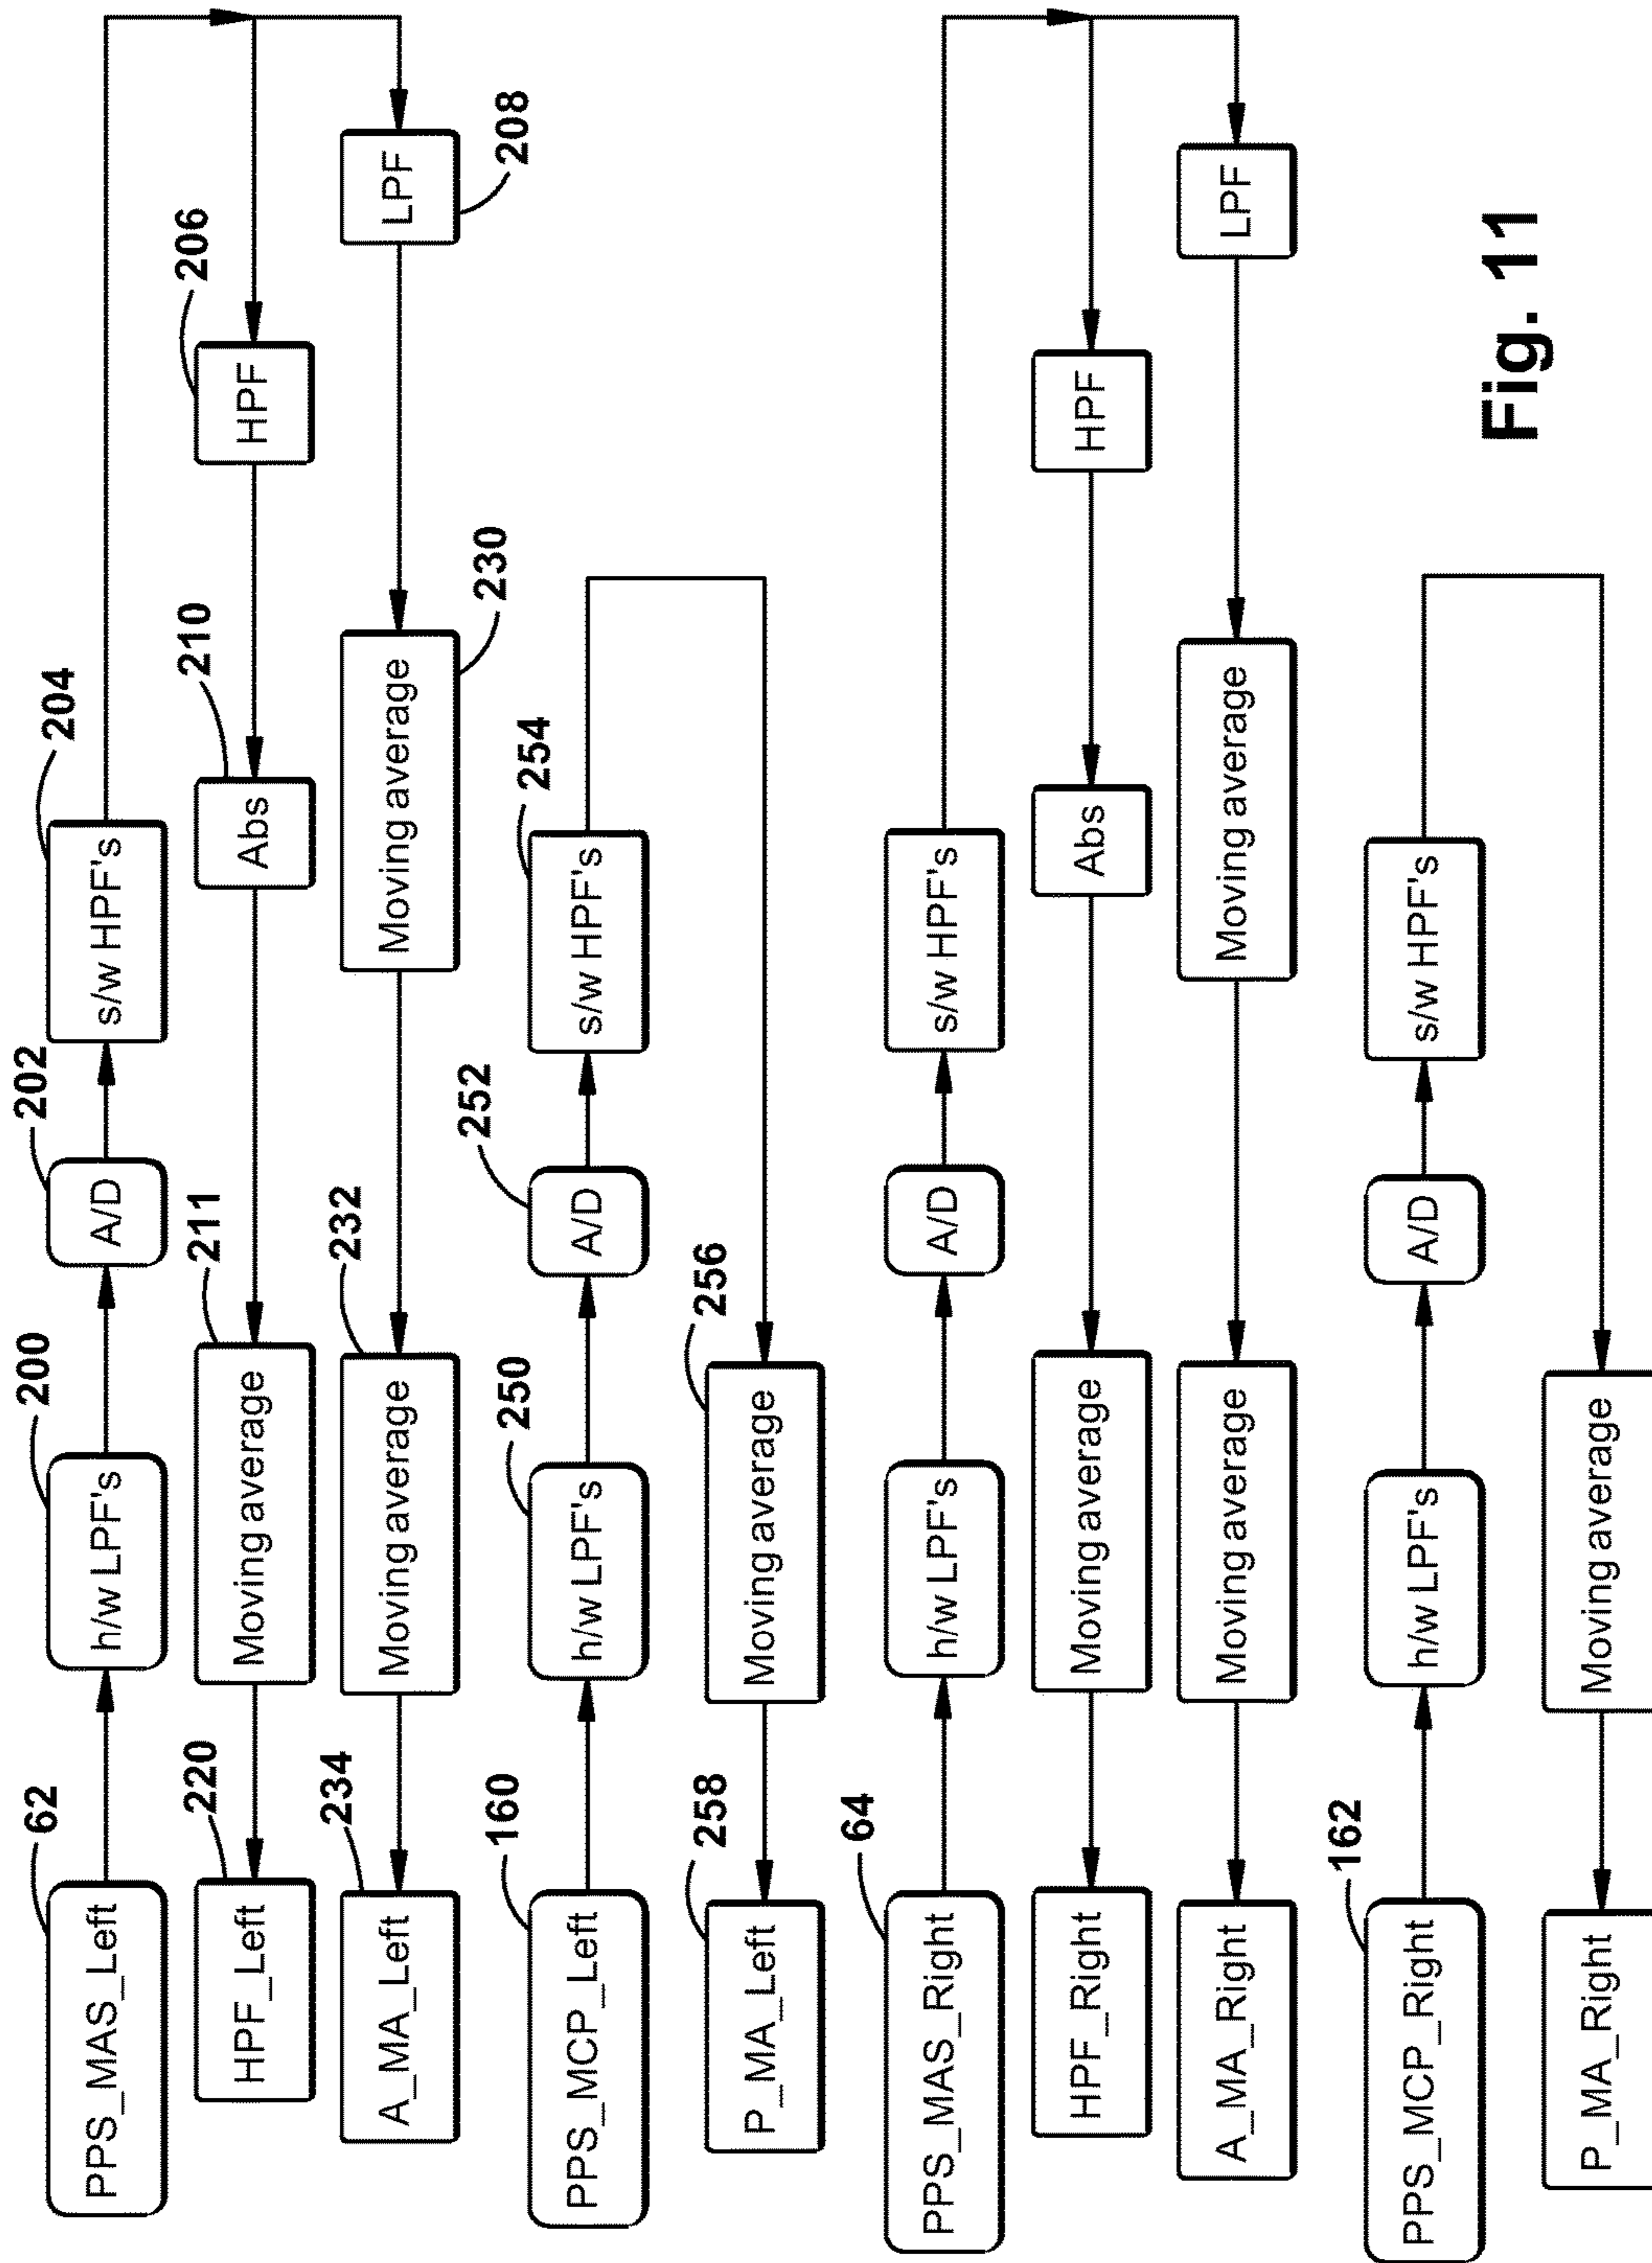 62
200
202
204
PPS_MAS_Left
h/w LPF's
A/D
s/w HPF's
220
211
210
206
HPF_Left
Moving average
Abs
HPF
234
232
230
208
A_MA_Left
Moving average
Moving average
LPF
160
250
252
254
PPS_MCP_Left
h/w LPF's
A/D
s/w HPF's
258
256
P_MA_Left
Moving average
64
PPS_MAS_Right
h/w LPF's
A/D
s/w HPF's
HPF_Right
Moving average
Abs
HPF
A_MA_Right
Moving average
Moving average
LPF
162
PPS_MCP_Right
h/w LPF's
A/D
s/w HPF's
P_MA_Right
Moving average
Fig. 11